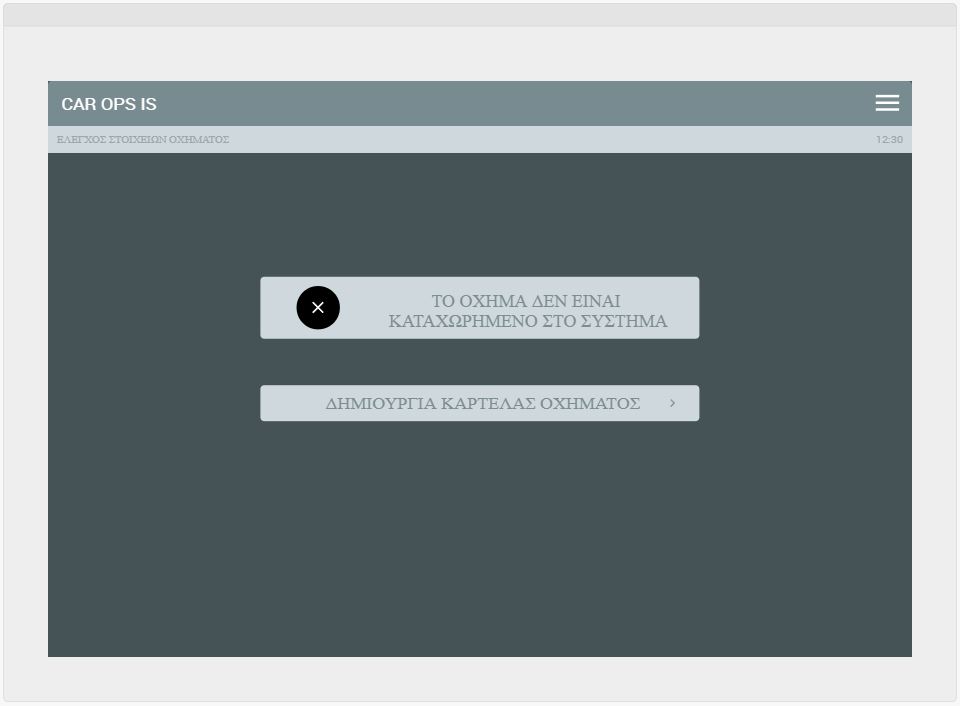 CAR OPS IS
ΕΛΕΓΧΟΣ ΣΤΟΙΧΕΙΩΝ ΟΧΗΜΑΤΟΣ
12:30
ΤΟ ΟΧΗΜΑ ΔΕΝ ΕΙΝΑΙ
ΚΑΤΑΧΩΡΗΜΕΝΟ ΣΤΟ ΣΥΣΤΗΜΑ
ΔΗΜΙΟΥΡΓΙΑ ΚΑΡΤΕΛΑΣ ΟΧΗΜΑΤΟΣ